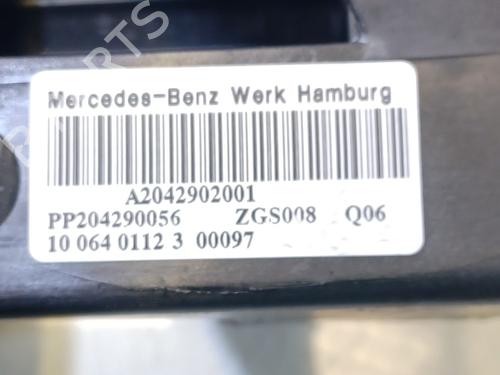 Mercedes-Benz Werk Hamburg
A2042902001
PP204290056 ZGS008 Q06
10 064 0112 3 00097